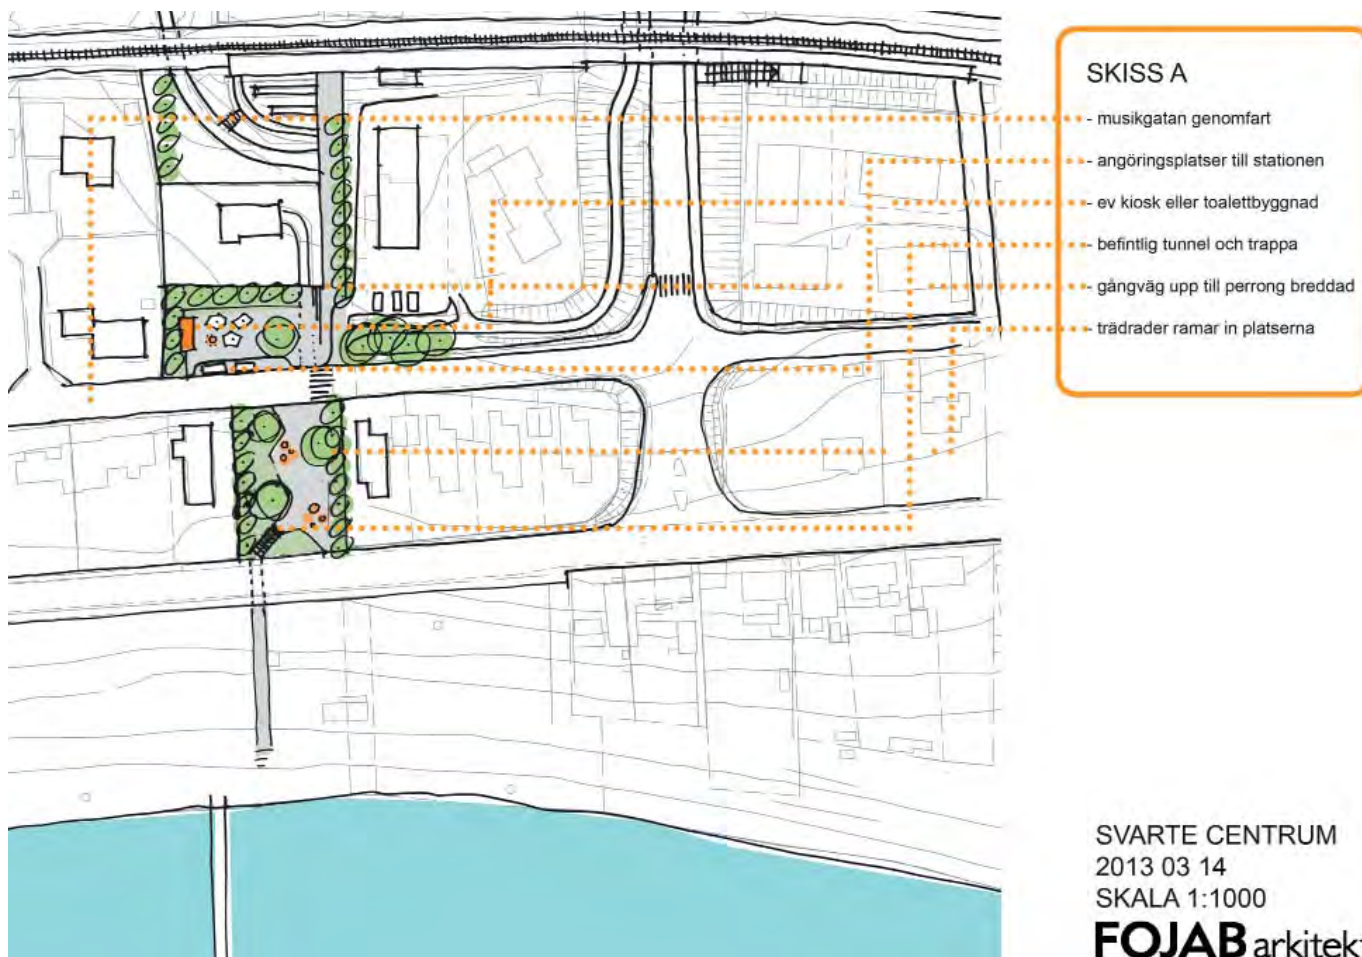 SKISS A
- musikgatan genomfart
- angöringsplatser till stationen
- ev kiosk eller toalettbyggnad
- befintlig tunnel och trappa
- gångväg upp till perrong breddad
- trädrader ramar in platserna
SVARTE CENTRUM
2013 03 14
SKALA 1:1000
FOJAB arkitek